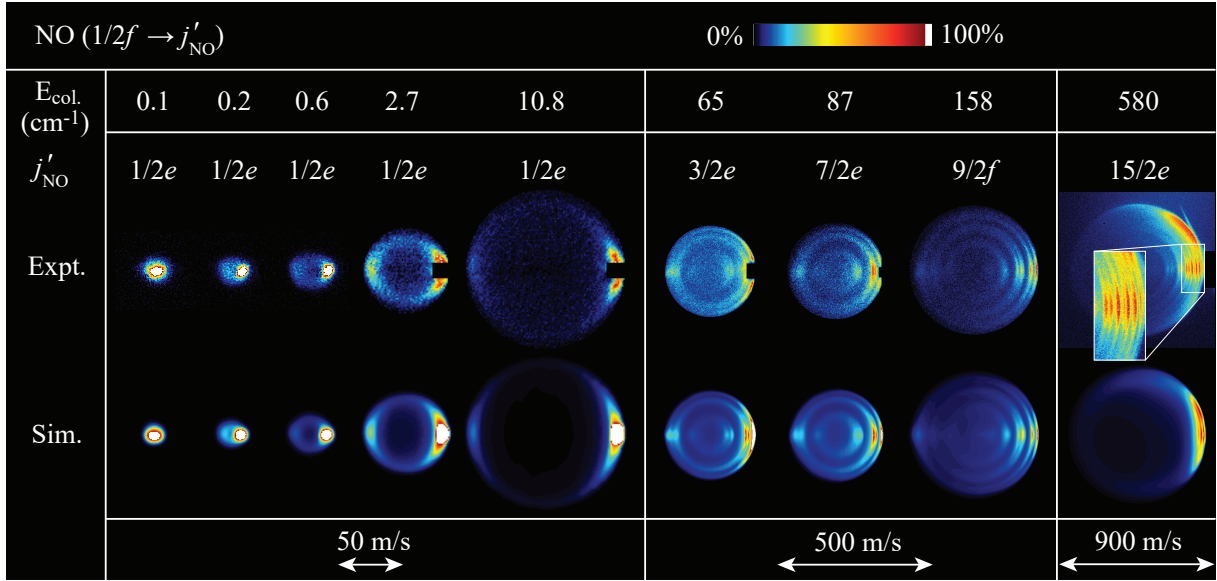 NO (1/2f → j′NO) 0% 100%
Ecol. (cm-1) 0.1 0.2 0.6 2.7 10.8 65 87 158 580
j′NO 1/2e 1/2e 1/2e 1/2e 1/2e 3/2e 7/2e 9/2f 15/2e
Expt.
Sim.
50 m/s 500 m/s 900 m/s